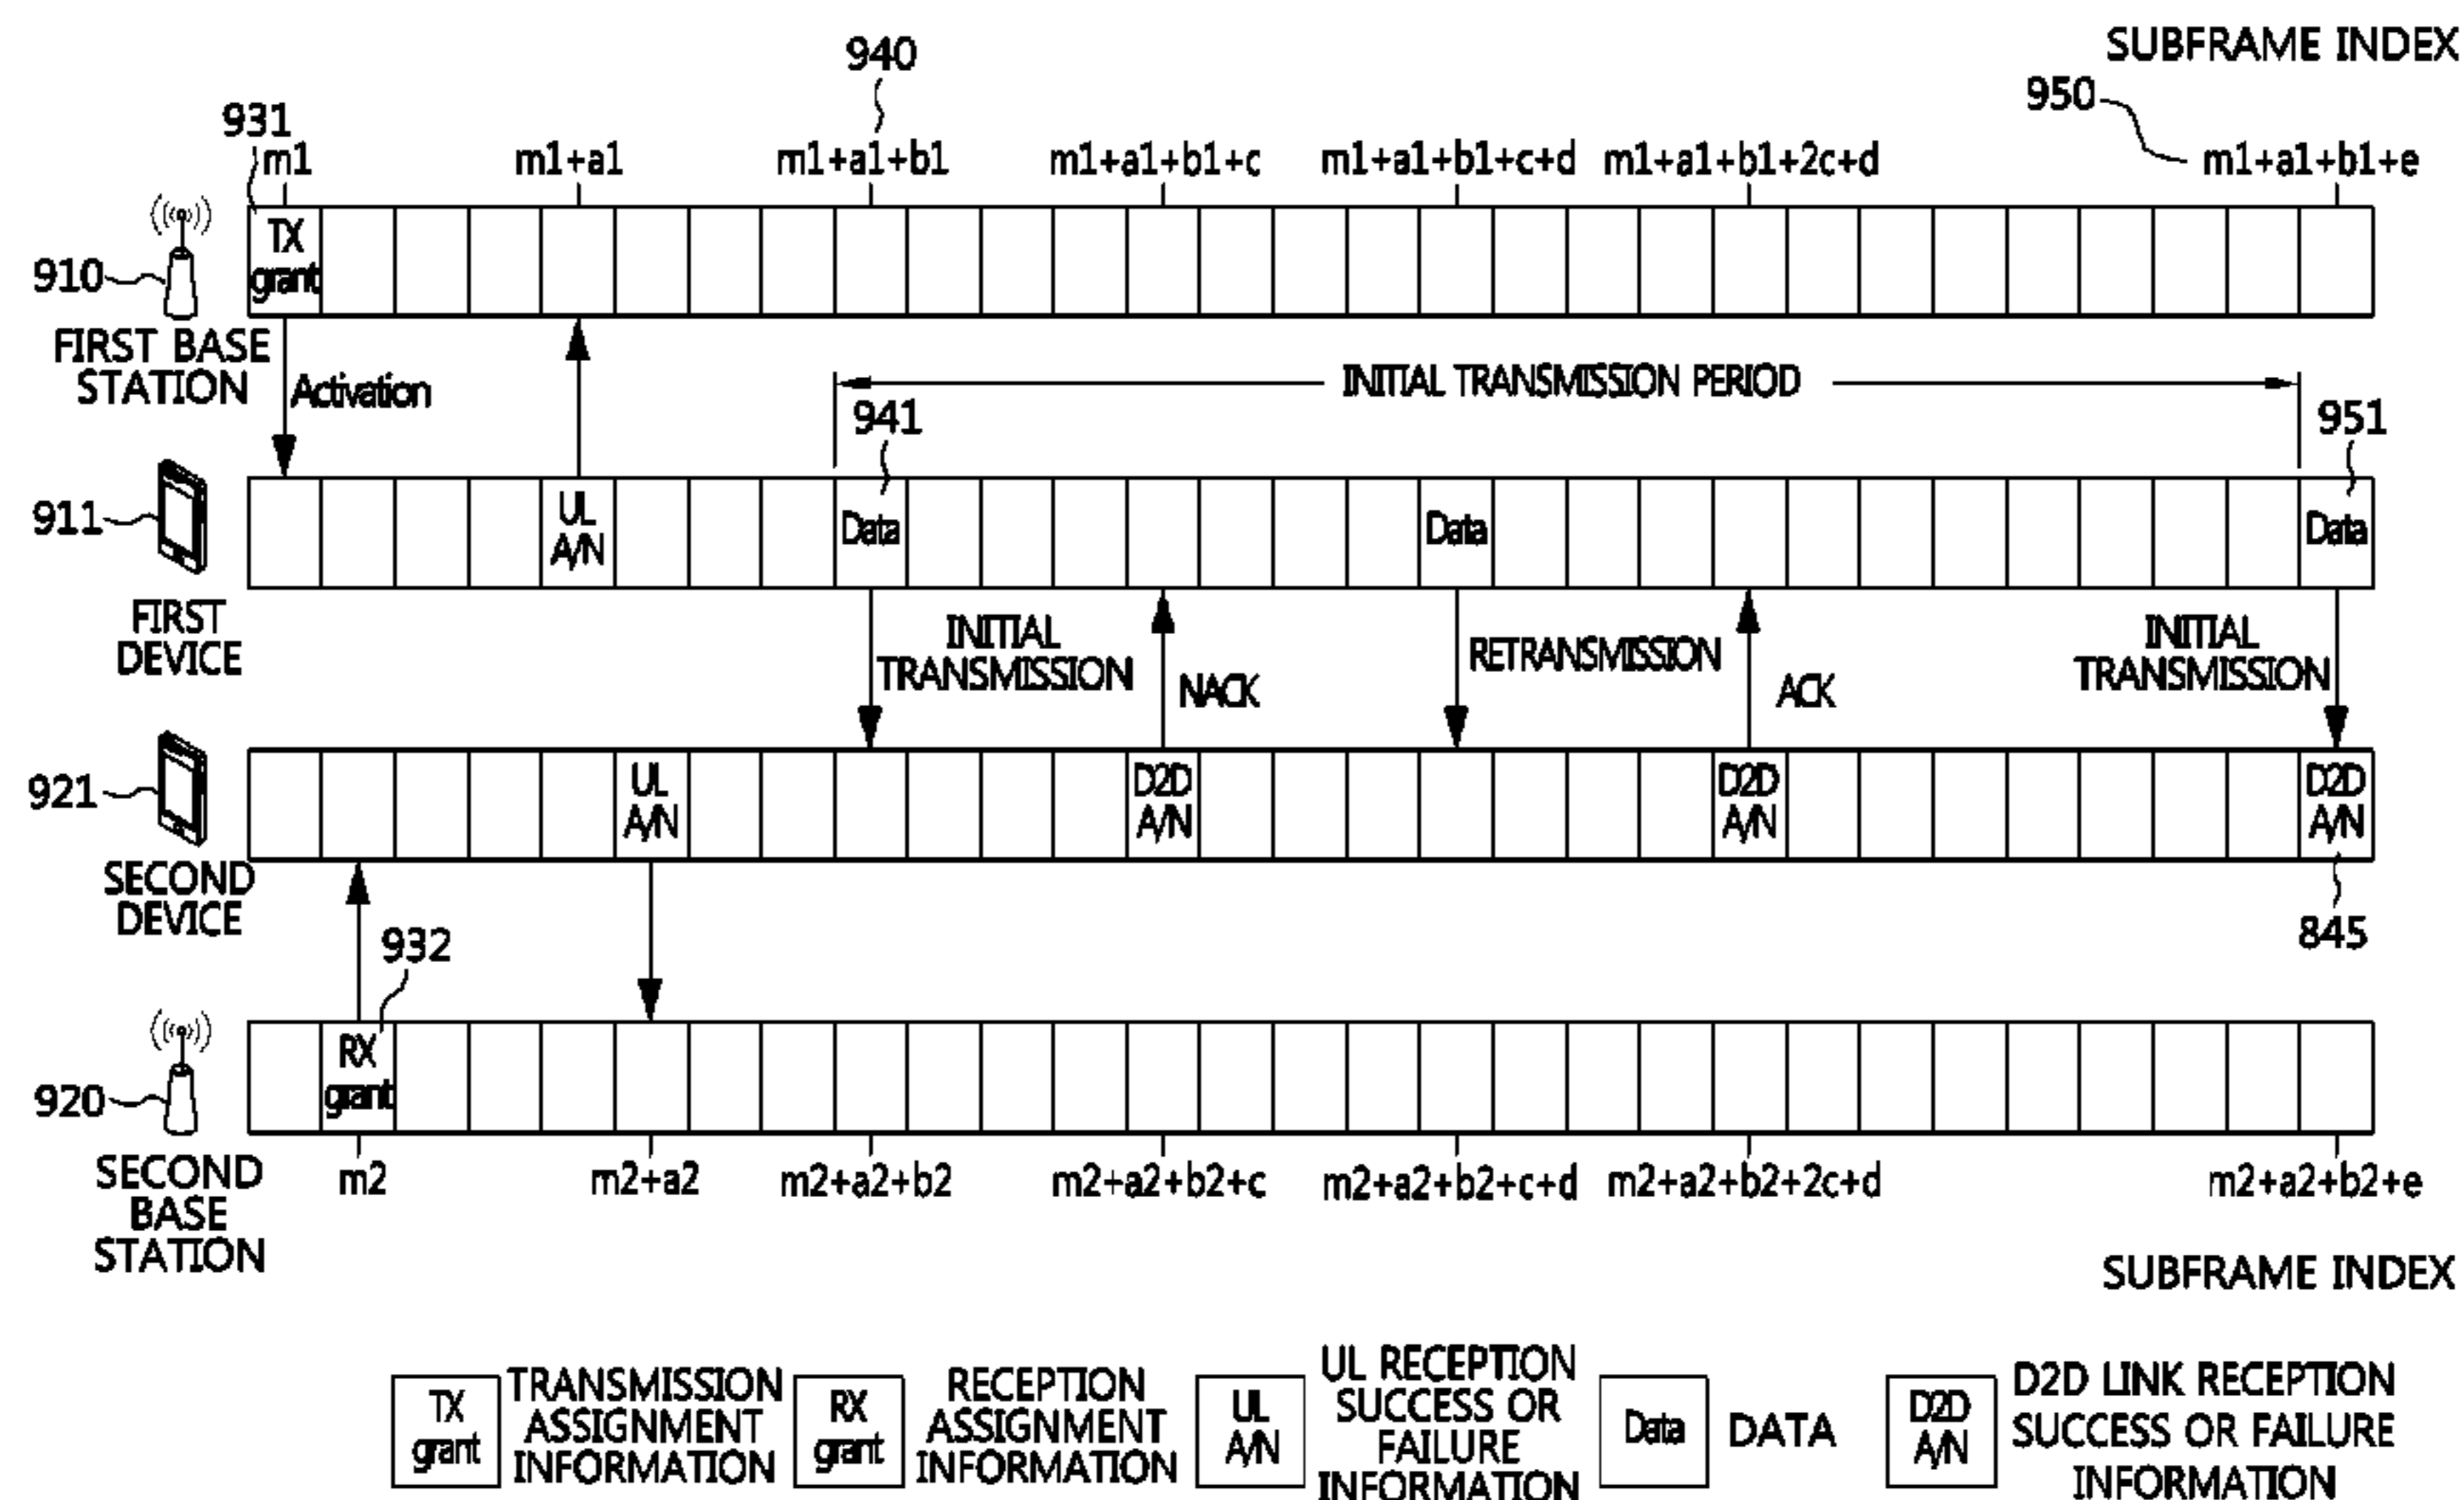 SUBFRAME INDEX
940
950
931
m1
m1+a1
m1+a1+b1
m1+a1+b1+c
m1+a1+b1+c+d
m1+a1+b1+2c+d
m1+a1+b1+e
TX
grant
910
FIRST BASE
STATION
Activation
INITIAL TRANSMISSION PERIOD
941
951
911
UL
A/N
Data
Data
Data
FIRST
DEVICE
INITIAL
TRANSMISSION
NACK
RETRANSMISSION
ACK
INITIAL
TRANSMISSION
921
UL
A/N
D2D
A/N
D2D
A/N
D2D
A/N
SECOND
DEVICE
932
845
RX
grant
920
SECOND
BASE
STATION
m2
m2+a2
m2+a2+b2
m2+a2+b2+c
m2+a2+b2+c+d
m2+a2+b2+2c+d
m2+a2+b2+e
SUBFRAME INDEX
TX
grant
TRANSMISSION
ASSIGNMENT
INFORMATION
RX
grant
RECEPTION
ASSIGNMENT
INFORMATION
UL
A/N
UL RECEPTION
SUCCESS OR
FAILURE
INFORMATION
Data
DATA
D2D
A/N
D2D LINK RECEPTION
SUCCESS OR FAILURE
INFORMATION